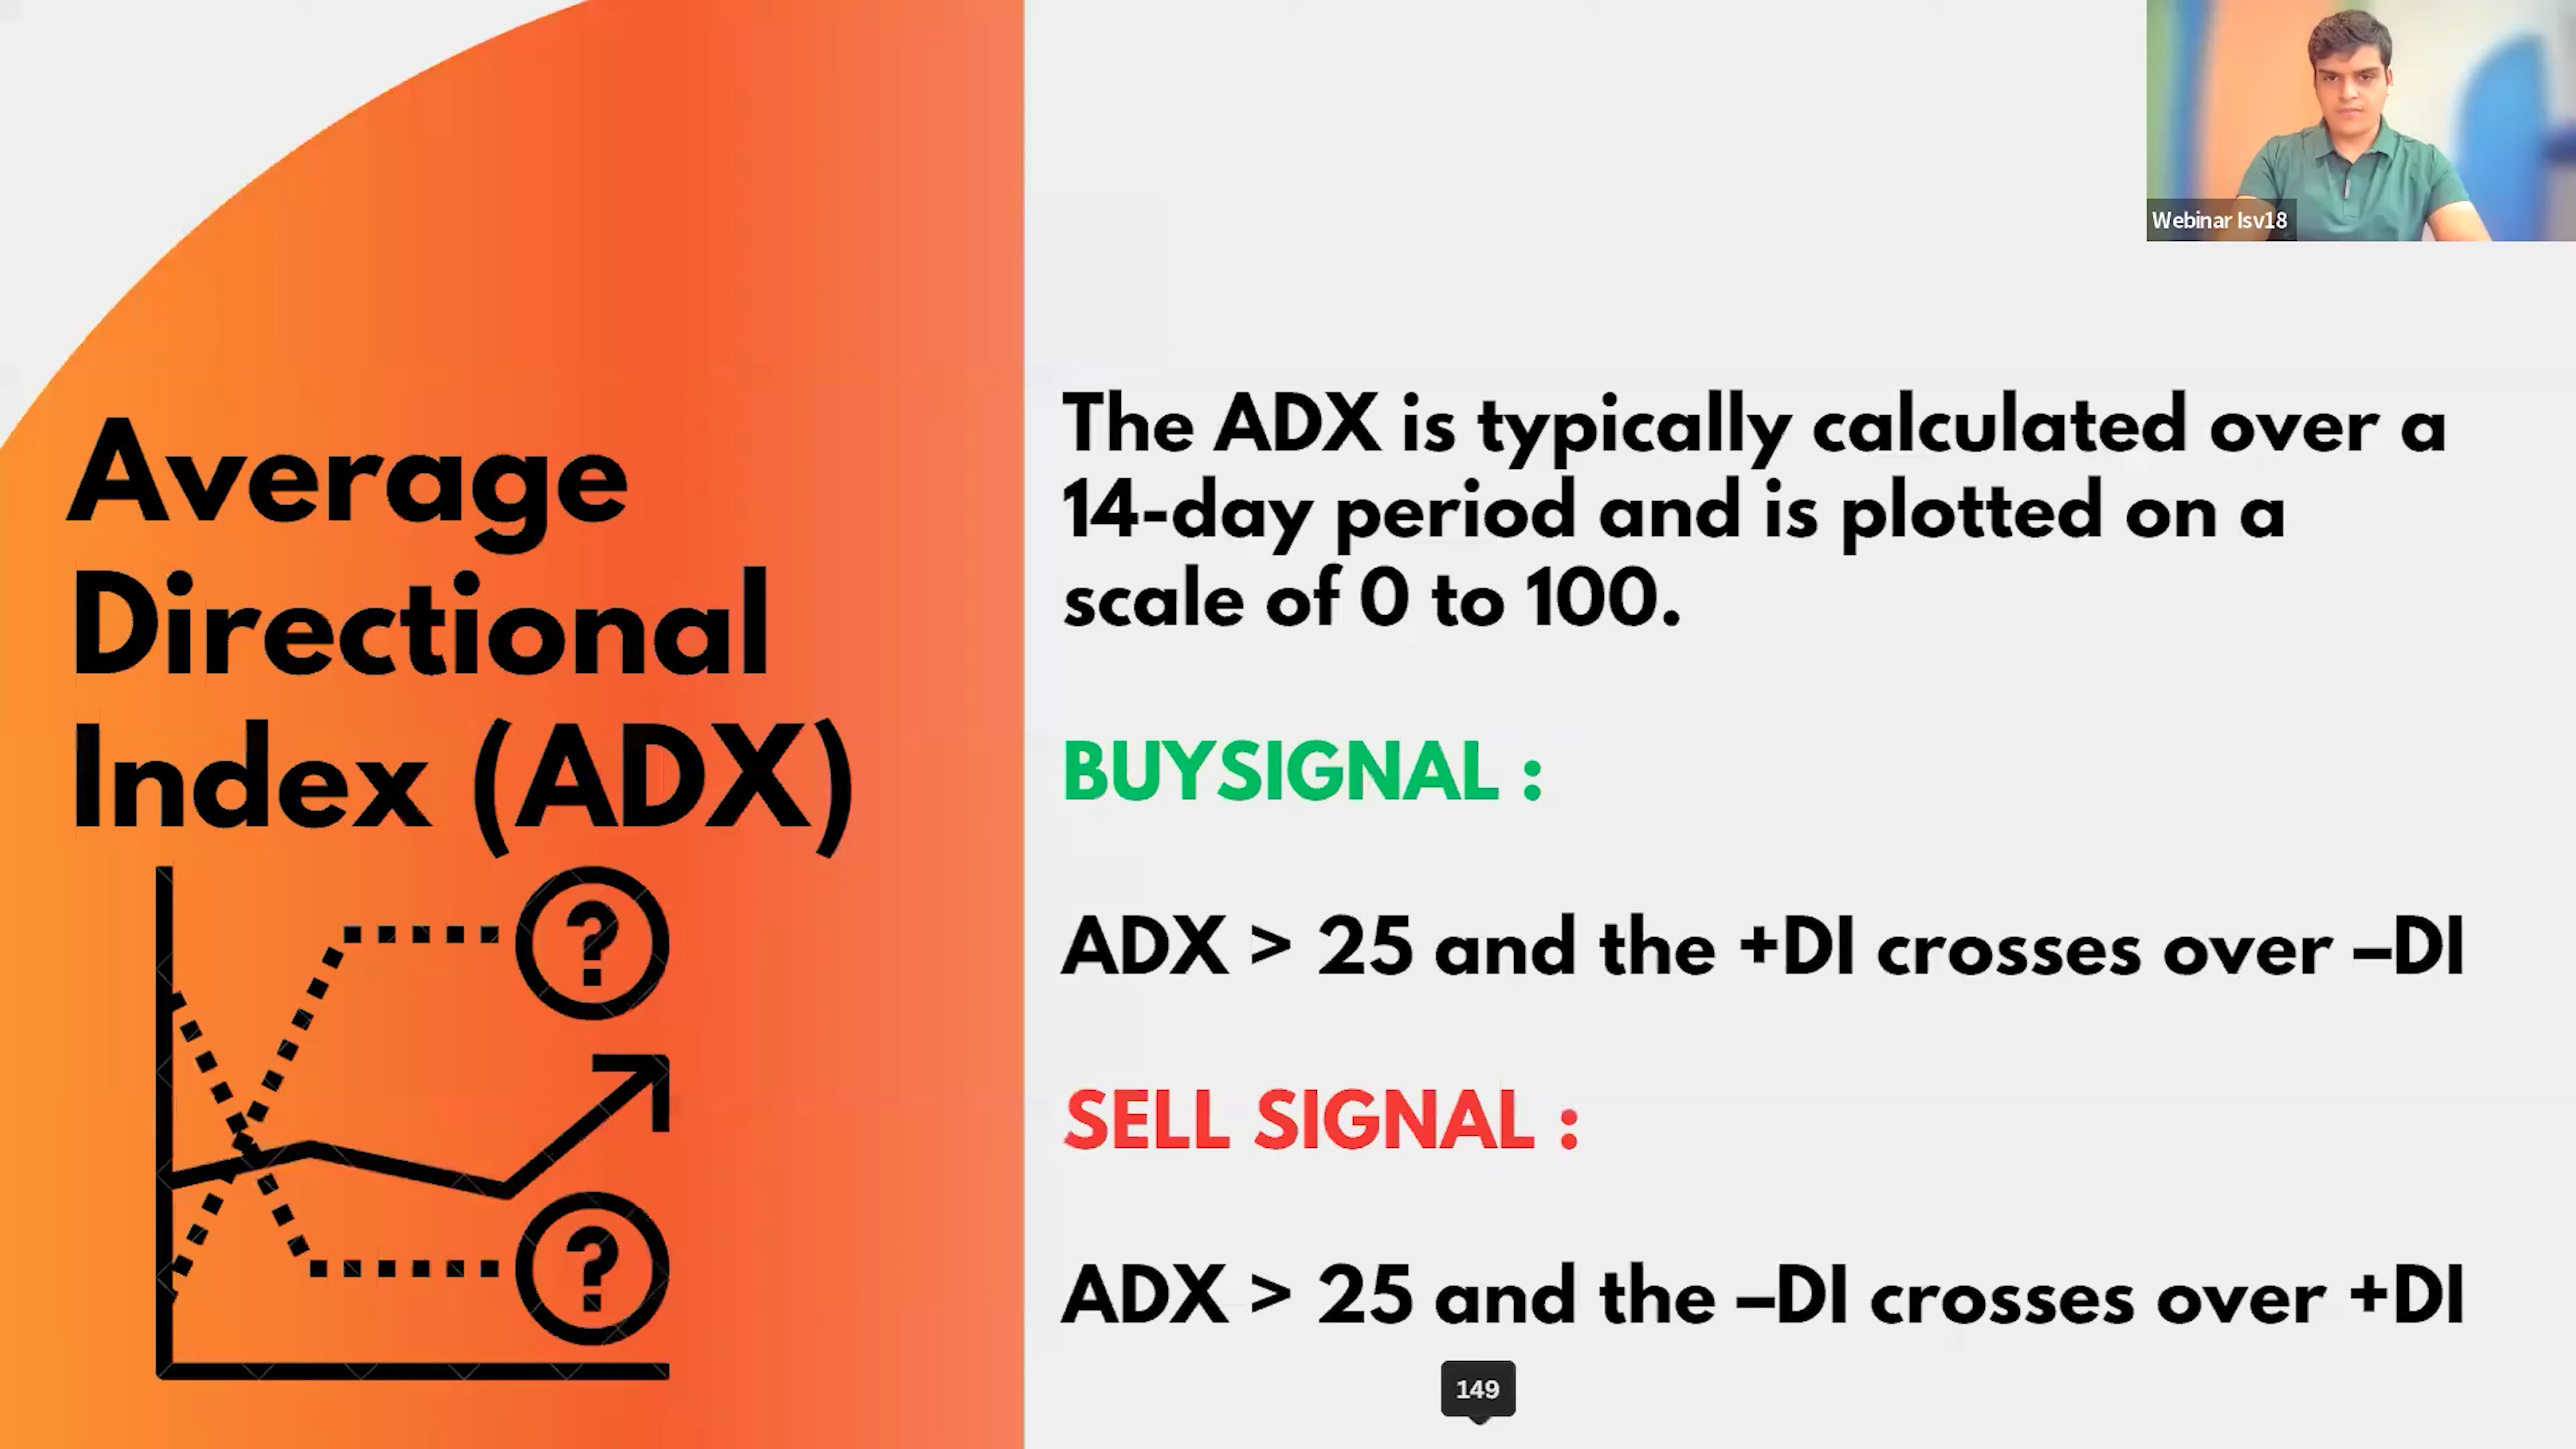 Webinar lsv18
Average
Directional
Index (ADX)
?
?
The ADX is typically calculated over a
14-day period and is plotted on a
scale of 0 to 100.
BUYSIGNAL :
ADX > 25 and the +DI crosses over –DI
SELL SIGNAL :
ADX > 25 and the –DI crosses over +DI
149